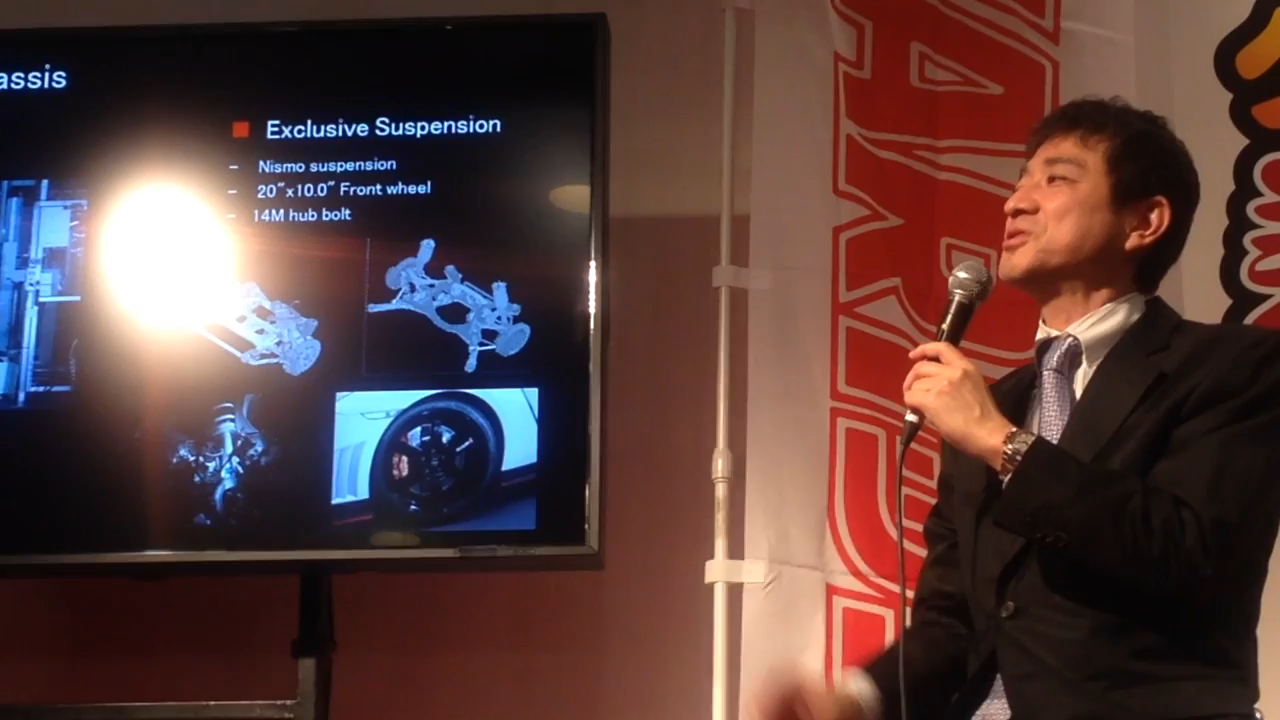 assis
Exclusive Suspension
- Nismo suspension
- 20"x10.0" Front wheel
- 14M hub bolt